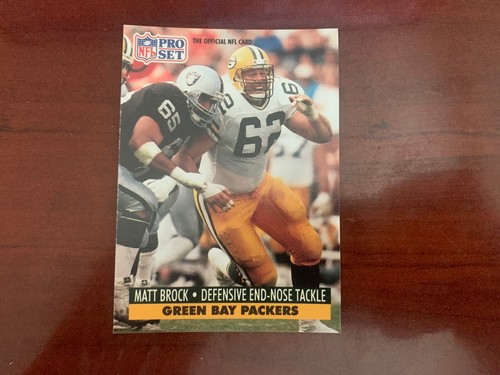 NFL PRO SET
THE OFFICIAL NFL CARD
65
62
MATT BROCK • DEFENSIVE END-NOSE TACKLE
GREEN BAY PACKERS